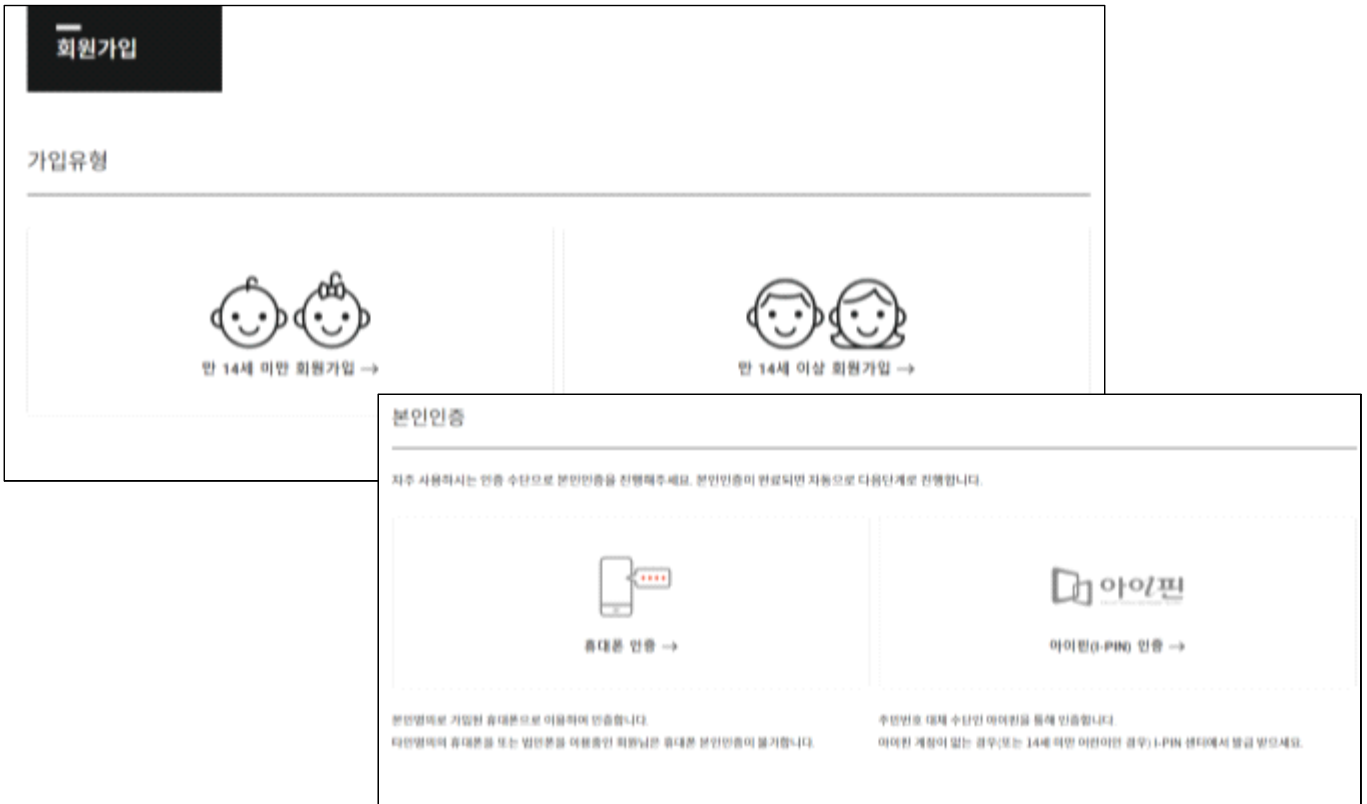 회원가입
가입유형
만 14세 미만 회원가입 →
만 14세 이상 회원가입 →
본인인증
자주 사용하시는 인증 수단으로 본인인증을 진행해주세요. 본인인증이 완료되면 자동으로 다음단계로 진행합니다.
아이핀
휴대폰 인증 →
아이핀(I-PIN) 인증 →
본인명의로 가입된 휴대폰으로 이용하여 인증합니다.
타인명의의 휴대폰을 또는 법인폰을 이용중인 회원님은 휴대폰 본인인증이 불가합니다.
주민번호 대체 수단인 아이핀을 통해 인증합니다.
아이핀 계정이 없는 경우(또는 14세 미만 어린이인 경우) I-PIN 센터에서 발급 받으세요.